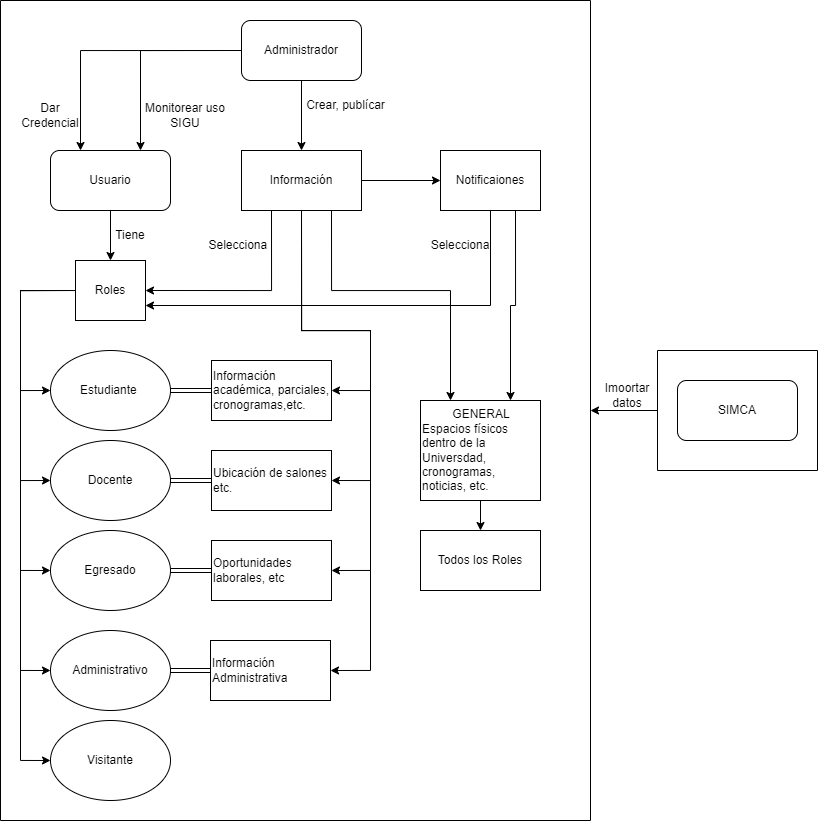 Administrador
Dar
Credencial
Monitorear uso
SIGU
Crear, publícar
Usuario
Información
Notificaiones
Tiene
Selecciona
Selecciona
Roles
Estudiante
Información
académica, parciales,
cronogramas,etc.
Imoortar
datos
SIMCA
GENERAL
Espacios físicos
dentro de la
Universdad,
cronogramas,
noticias, etc.
Docente
Ubicación de salones
etc.
Egresado
Oportunidades
laborales, etc
Todos los Roles
Administrativo
Información
Administrativa
Visitante